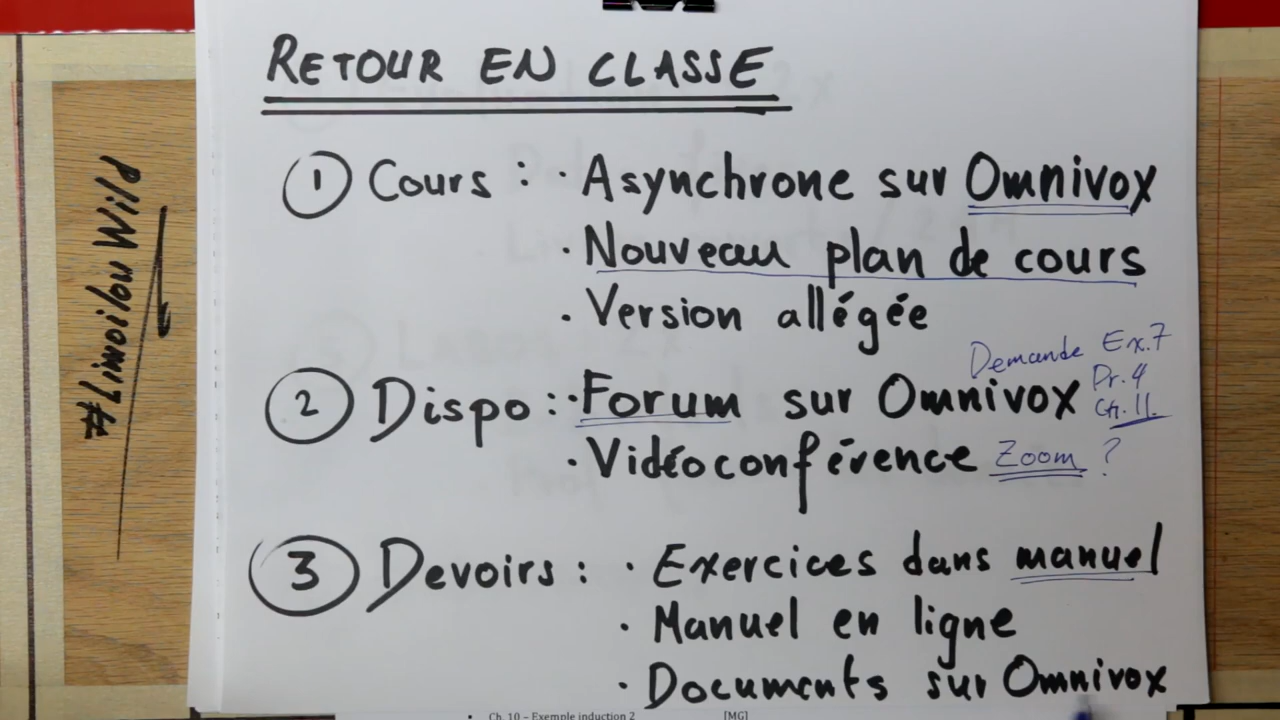 RETOUR EN CLASSE
#Limoilou Wild
1 Cours : · Asynchrone sur Omnivox
· Nouveau plan de cours
· Version allégée
Demande Ex. 7
Pr. 4
Ch. 11.
2 Dispo : · Forum sur Omnivox
· Vidéoconférence Zoom ?
3 Devoirs : · Exercices dans manuel
· Manuel en ligne
· Documents sur Omnivox
• Ch. 10 – Exemple induction 2 [MG]